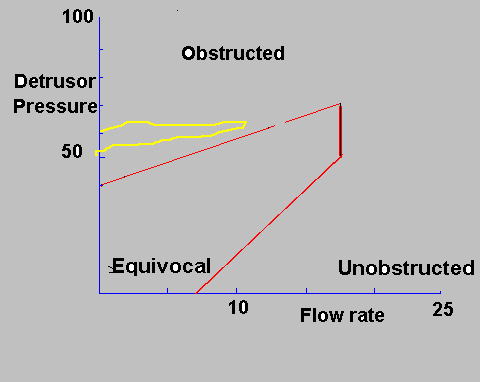 100
Obstructed
Detrusor
Pressure
50
Equivocal
Unobstructed
10
25
Flow rate